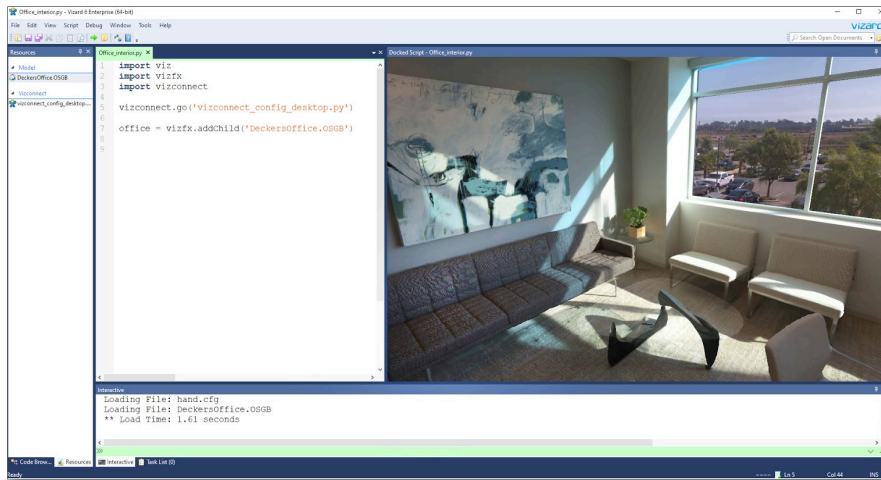 Office_interior.py - Vizard 6 Enterprise (64-bit)
File Edit View Script Debug Window Tools Help
vizard
Search Open Documents
Resources
Office_interior.py
Docked Script - Office_interior.py
Model
DeckersOffice.OSGB
Vizconnect
vizconnect_config_desktop....
1 import viz
2 import vizfx
3 import vizconnect
4
5 vizconnect.go('vizconnect_config_desktop.py')
6
7 office = vizfx.addChild('DeckersOffice.OSGB')
8
9
Interactive
Loading File: hand.cfg
Loading File: DeckersOffice.OSGB
** Load Time: 1.61 seconds
>>
Code Brow... Resources Interactive Task List (0)
Ready
Ln 5 Col 44 INS